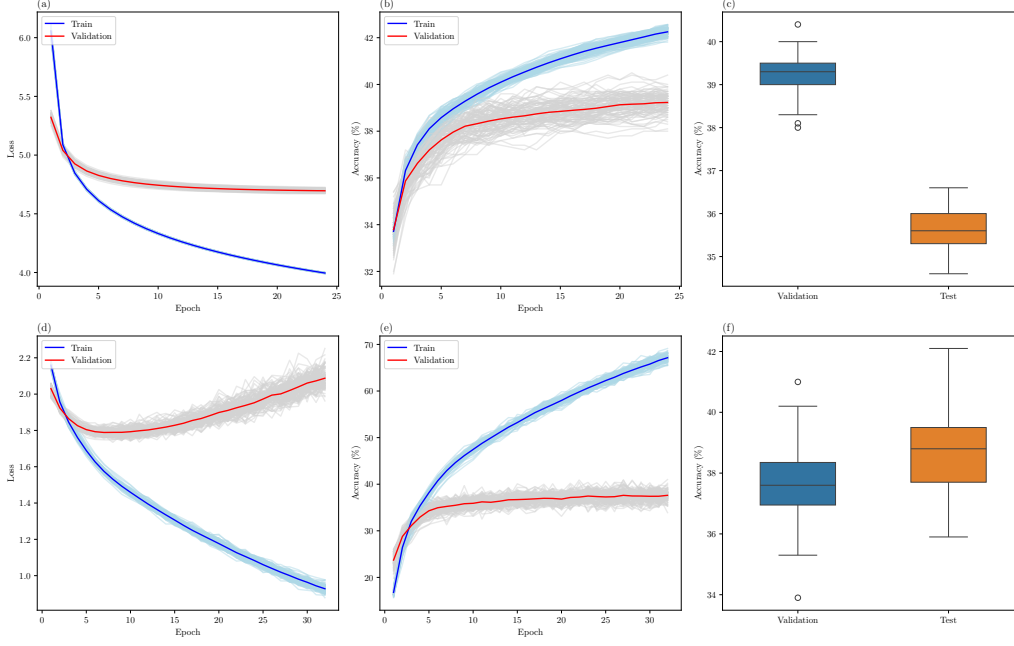 (a)
Train
Validation
6.0
5.5
5.0
4.5
4.0
Loss
0
5
10
15
20
25
Epoch
(b)
Train
Validation
42
40
38
36
34
32
Accuracy (%)
0
5
10
15
20
25
Epoch
(c)
40
39
38
37
36
35
Accuracy (%)
Validation
Test
(d)
Train
Validation
2.2
2.0
1.8
1.6
1.4
1.2
1.0
Loss
0
5
10
15
20
25
30
Epoch
(e)
Train
Validation
70
60
50
40
30
20
Accuracy (%)
0
5
10
15
20
25
30
Epoch
(f)
42
40
38
36
34
Accuracy (%)
Validation
Test